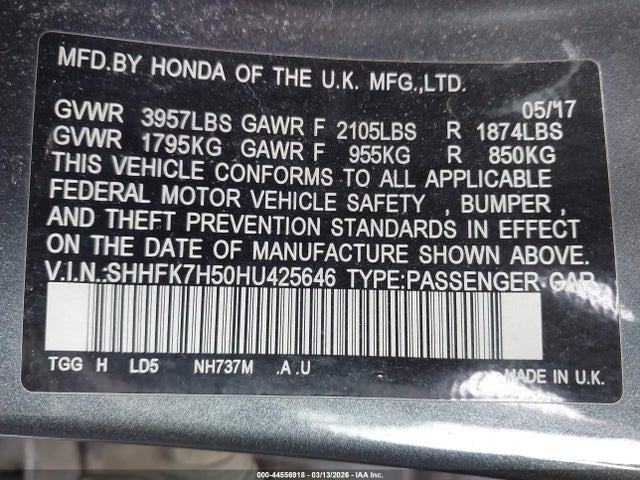 MFD.BY HONDA OF THE U.K. MFG.,LTD.
05/17
GVWR 3957LBS GAWR F 2105LBS R 1874LBS
GVWR 1795KG GAWR F 955KG R 850KG
THIS VEHICLE CONFORMS TO ALL APPLICABLE
FEDERAL MOTOR VEHICLE SAFETY , BUMPER ,
AND THEFT PREVENTION STANDARDS IN EFFECT
ON THE DATE OF MANUFACTURE SHOWN ABOVE.
V.I.N.:SHHFK7H50HU425646 TYPE:PASSENGER CAR
TGG H LD5 NH737M .A .U
MADE IN U.K.
000-44556918 - 03/13/2026 - IAA Inc.